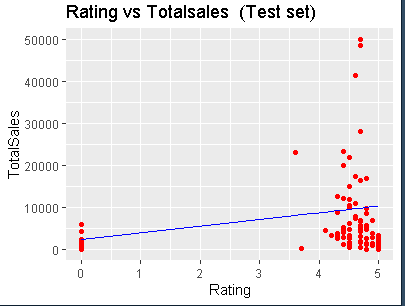 Rating vs Totalsales  (Test set)
50000
40000
30000
20000
10000
0
TotalSales
0 1 2 3 4 5
Rating